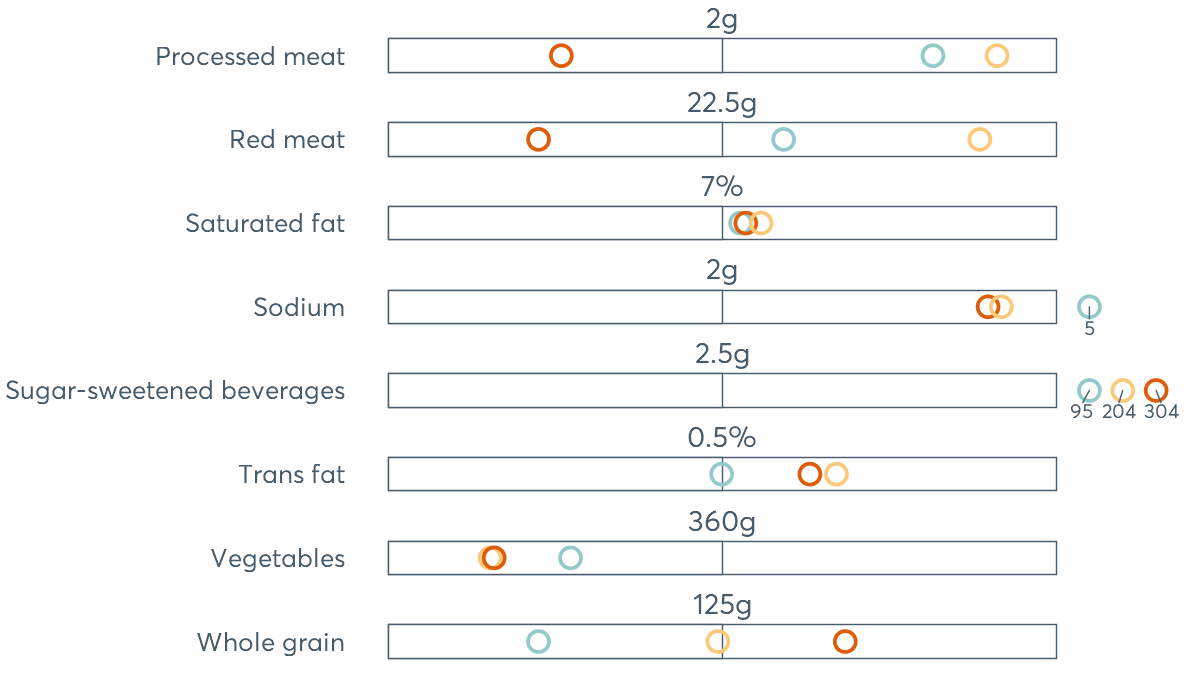 2g
Processed meat
22.5g
Red meat
7%
Saturated fat
2g
Sodium
5
2.5g
Sugar-sweetened beverages
95 204 304
0.5%
Trans fat
360g
Vegetables
125g
Whole grain